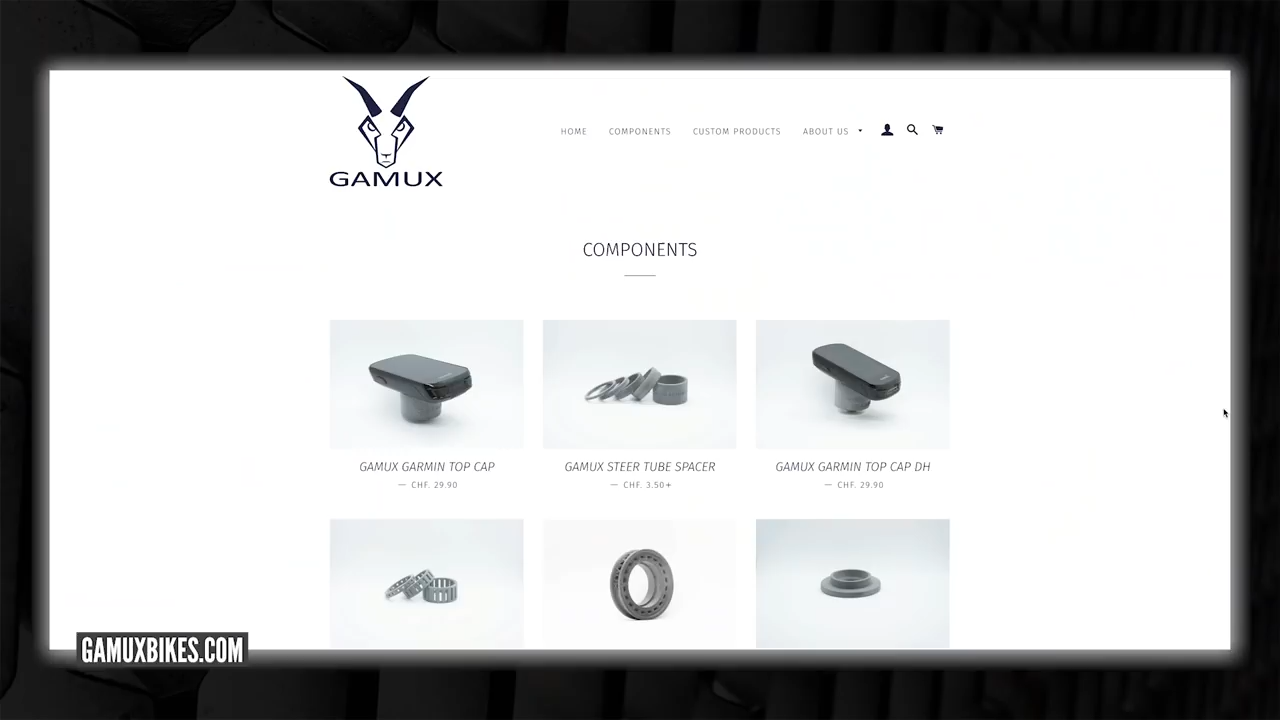 GAMUX
HOME COMPONENTS CUSTOM PRODUCTS ABOUT US
COMPONENTS
GAMUX GARMIN TOP CAP
— CHF. 29.90
GAMUX STEER TUBE SPACER
— CHF. 3.50+
GAMUX GARMIN TOP CAP DH
— CHF. 29.90
GAMUXBIKES.COM